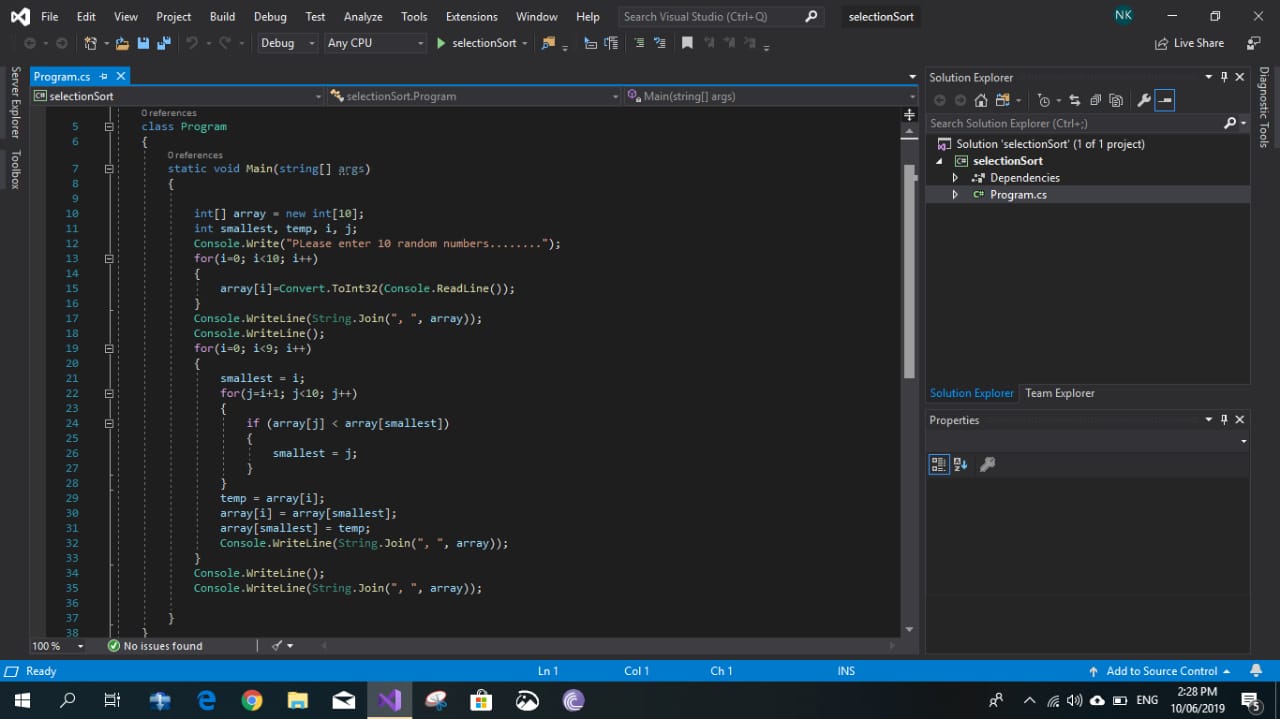 File Edit View Project Build Debug Test Analyze Tools Extensions Window Help Search Visual Studio (Ctrl+Q) selectionSort NK
Debug Any CPU selectionSort Live Share
Server Explorer
Toolbox
Program.cs
selectionSort selectionSort.Program Main(string[] args)
0 references
5 class Program
6 {
0 references
7 static void Main(string[] args)
8 {
9
10 int[] array = new int[10];
11 int smallest, temp, i, j;
12 Console.Write("PLease enter 10 random numbers........");
13 for(i=0; i<10; i++)
14 {
15 array[i]=Convert.ToInt32(Console.ReadLine());
16 }
17 Console.WriteLine(String.Join(", ", array));
18 Console.WriteLine();
19 for(i=0; i<9; i++)
20 {
21 smallest = i;
22 for(j=i+1; j<10; j++)
23 {
24 if (array[j] < array[smallest])
25 {
26 smallest = j;
27 }
28 }
29 temp = array[i];
30 array[i] = array[smallest];
31 array[smallest] = temp;
32 Console.WriteLine(String.Join(", ", array));
33 }
34 Console.WriteLine();
35 Console.WriteLine(String.Join(", ", array));
36
37 }
38 }
100 % No issues found
Solution Explorer
Search Solution Explorer (Ctrl+;)
Solution 'selectionSort' (1 of 1 project)
selectionSort
Dependencies
C# Program.cs
Solution Explorer Team Explorer
Properties
Diagnostic Tools
Ready Ln 1 Col 1 Ch 1 INS Add to Source Control
ENG 2:28 PM
10/06/2019 5